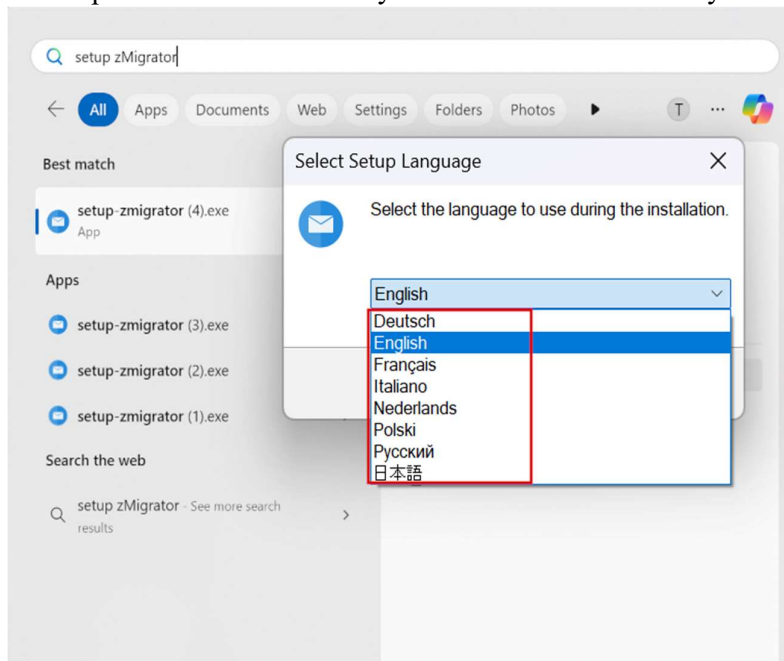 setup zMigrator
All Apps Documents Web Settings Folders Photos T ...
Best match
setup-zmigrator (4).exe
App
Apps
setup-zmigrator (3).exe
setup-zmigrator (2).exe
setup-zmigrator (1).exe
Search the web
setup zMigrator - See more search
results
Select Setup Language
Select the language to use during the installation.
English
Deutsch
English
Français
Italiano
Nederlands
Polski
Русский
日本語